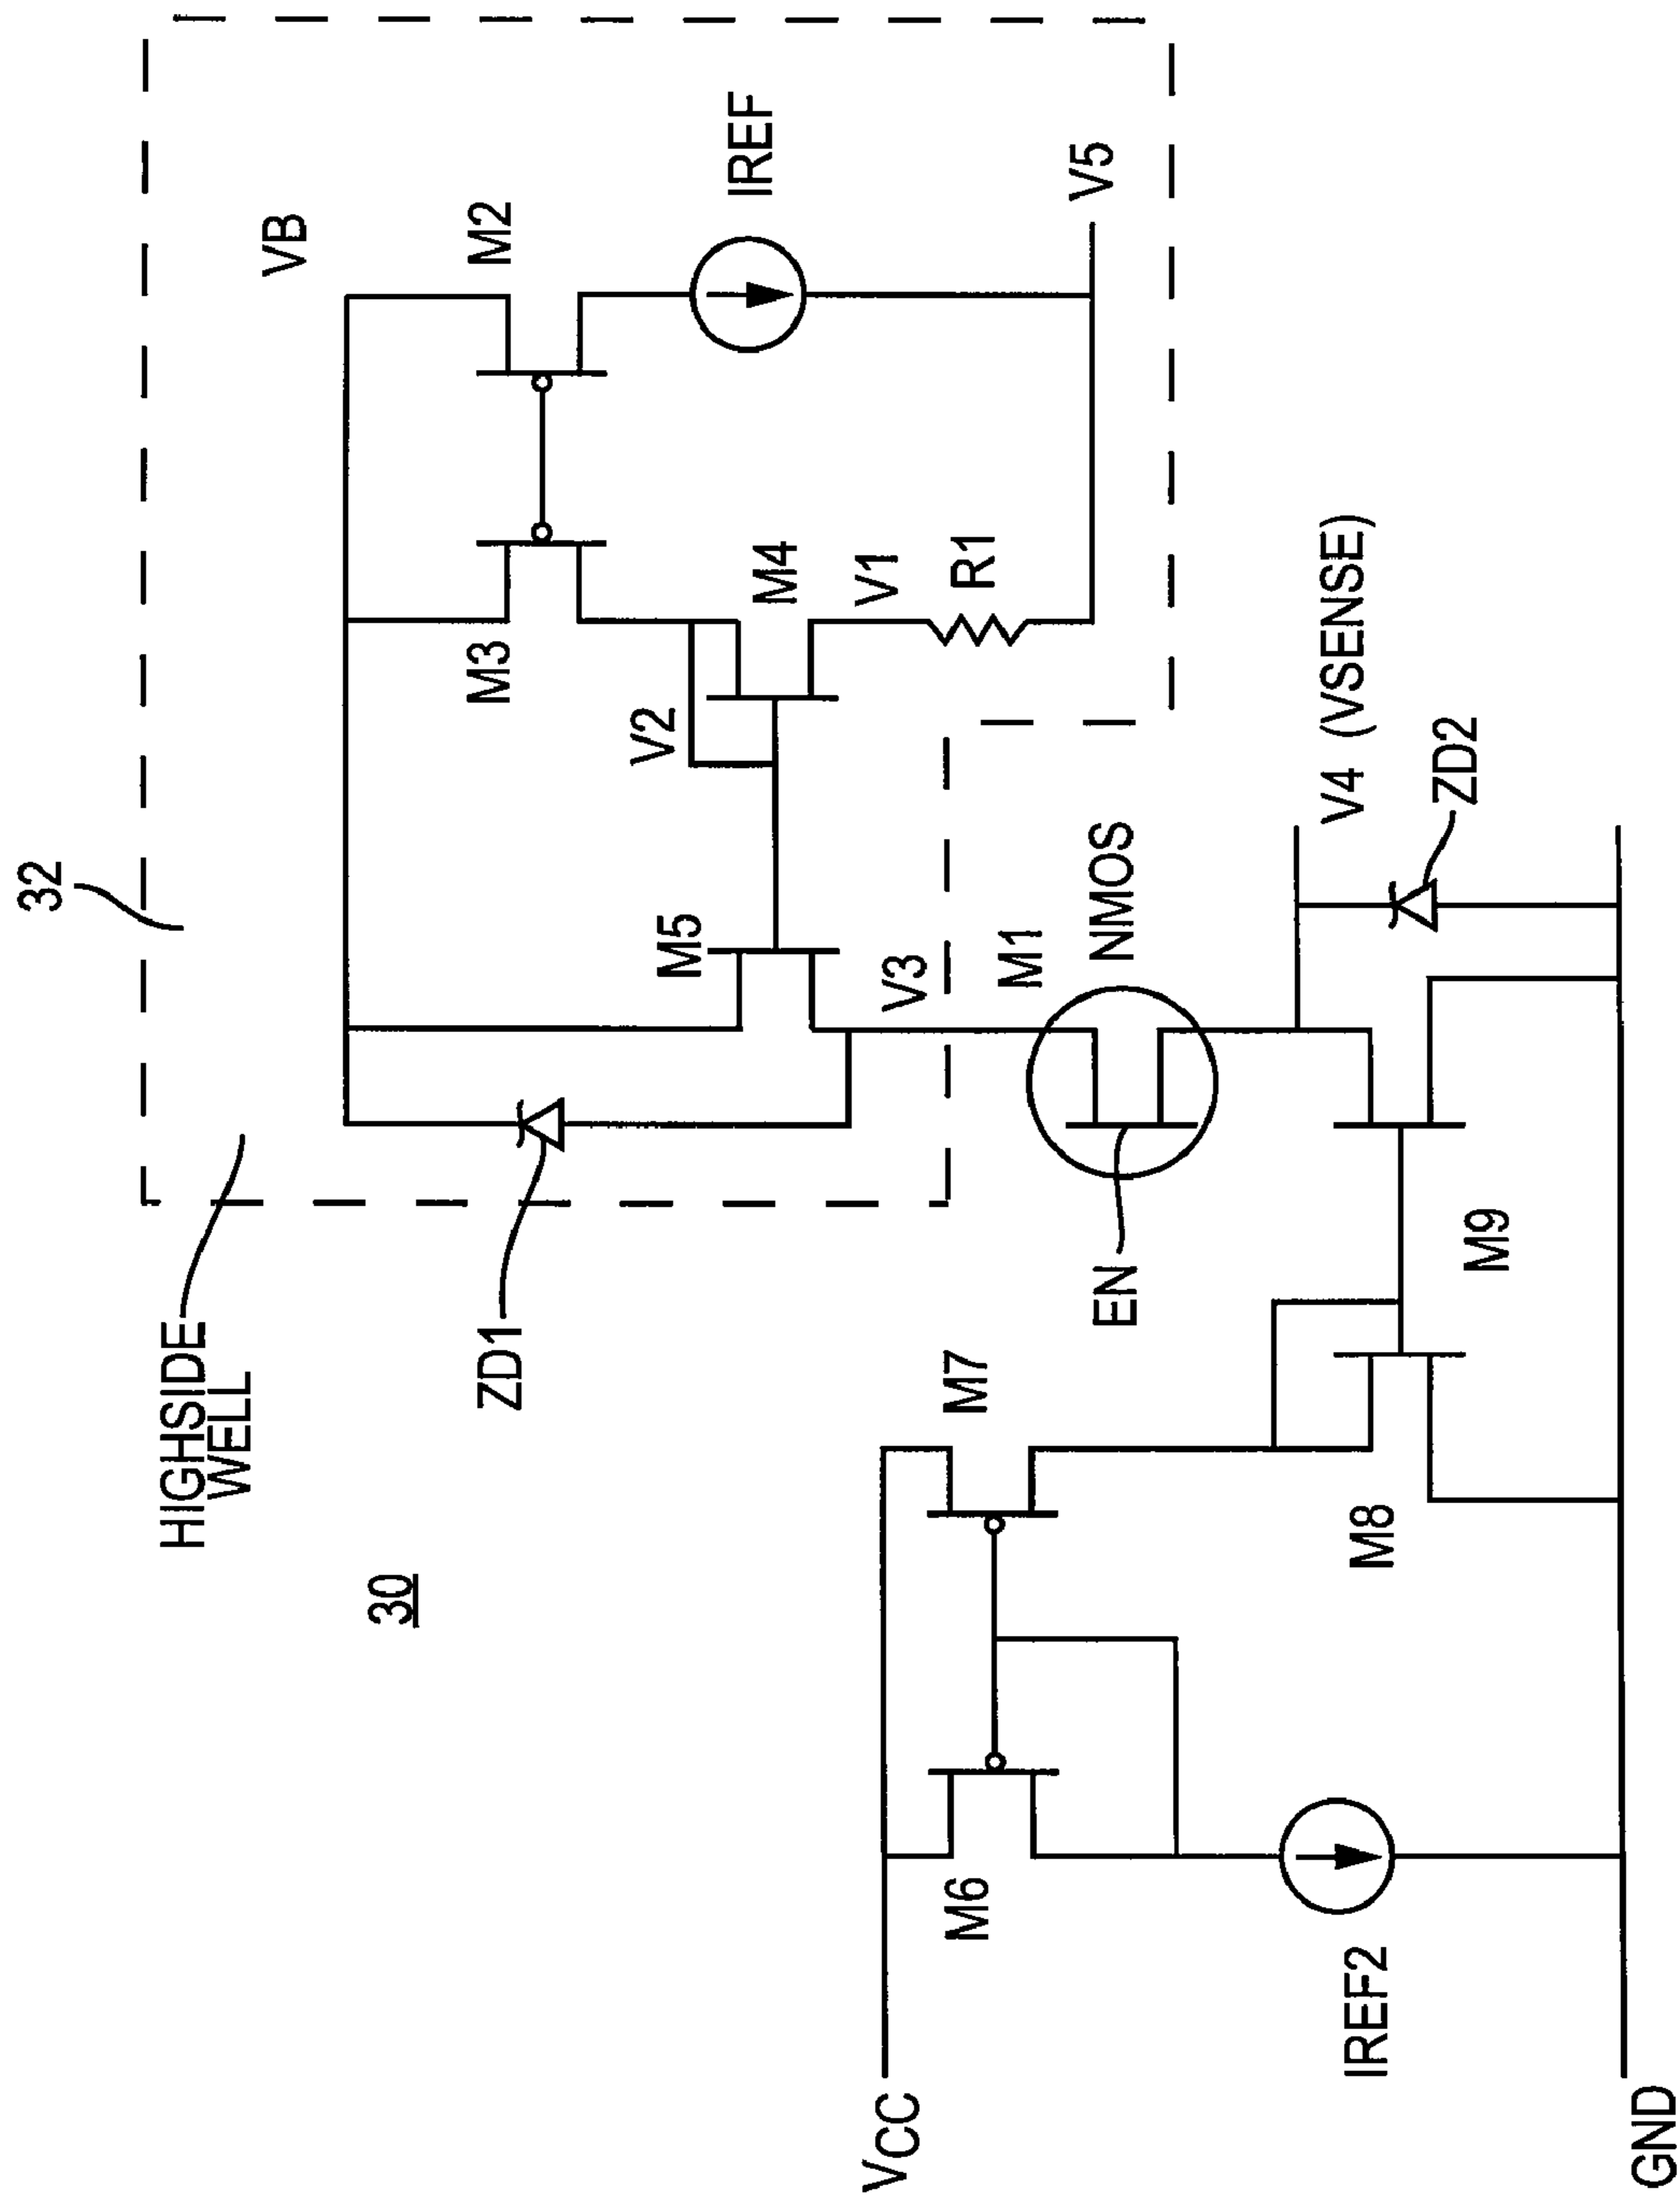 32
HIGHSIDE
WELL
VB
M2
IREF
M3
V2
M4
V1
R1
V5
M5
V3
ZD1
30
M1
NMOS
EN
V4 (VSENSE)
ZD2
M7
M9
M8
M6
IREF2
VCC
GND